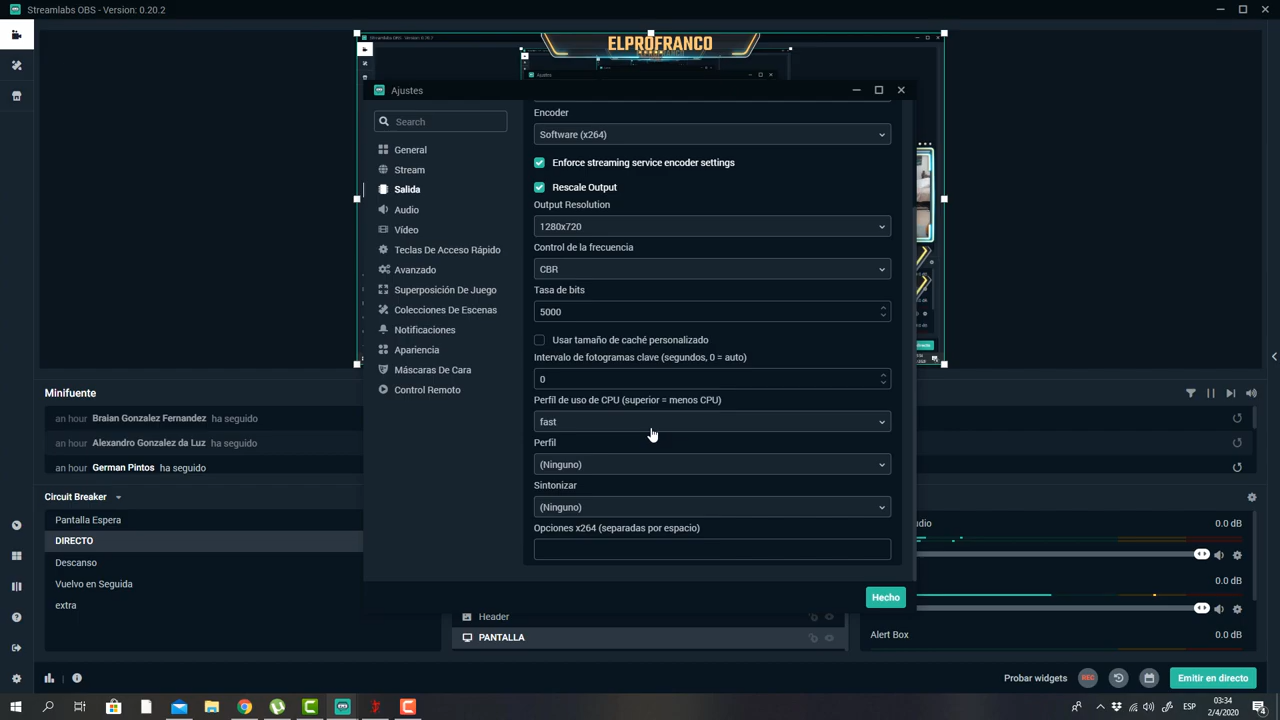 Streamlabs OBS - Version: 0.20.2
ELPROFRANCO
Ajustes
Search
General
Stream
Salida
Audio
Vídeo
Teclas De Acceso Rápido
Avanzado
Superposición De Juego
Colecciones De Escenas
Notificaciones
Apariencia
Máscaras De Cara
Control Remoto
Encoder
Software (x264)
Enforce streaming service encoder settings
Rescale Output
Output Resolution
1280x720
Control de la frecuencia
CBR
Tasa de bits
5000
Usar tamaño de caché personalizado
Intervalo de fotogramas clave (segundos, 0 = auto)
0
Perfil de uso de CPU (superior = menos CPU)
fast
Perfil
(Ninguno)
Sintonizar
(Ninguno)
Opciones x264 (separadas por espacio)
Hecho
Minifuente
an hour Braian Gonzalez Fernandez ha seguido
an hour Alexandro Gonzalez da Luz ha seguido
an hour German Pintos ha seguido
Circuit Breaker
Pantalla Espera
DIRECTO
Descanso
Vuelvo en Seguida
extra
Header
PANTALLA
0.0 dB
0.0 dB
Alert Box
0.0 dB
Probar widgets
REC
Emitir en directo
ESP
03:34
2/4/2020
4